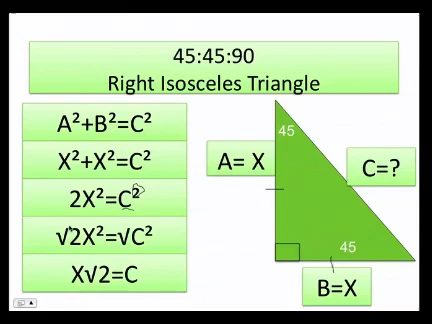 45:45:90
Right Isosceles Triangle
A²+B²=C²
X²+X²=C²
2X²=C²
√2X²=√C²
X√2=C
45
A= X
C=?
45
B=X